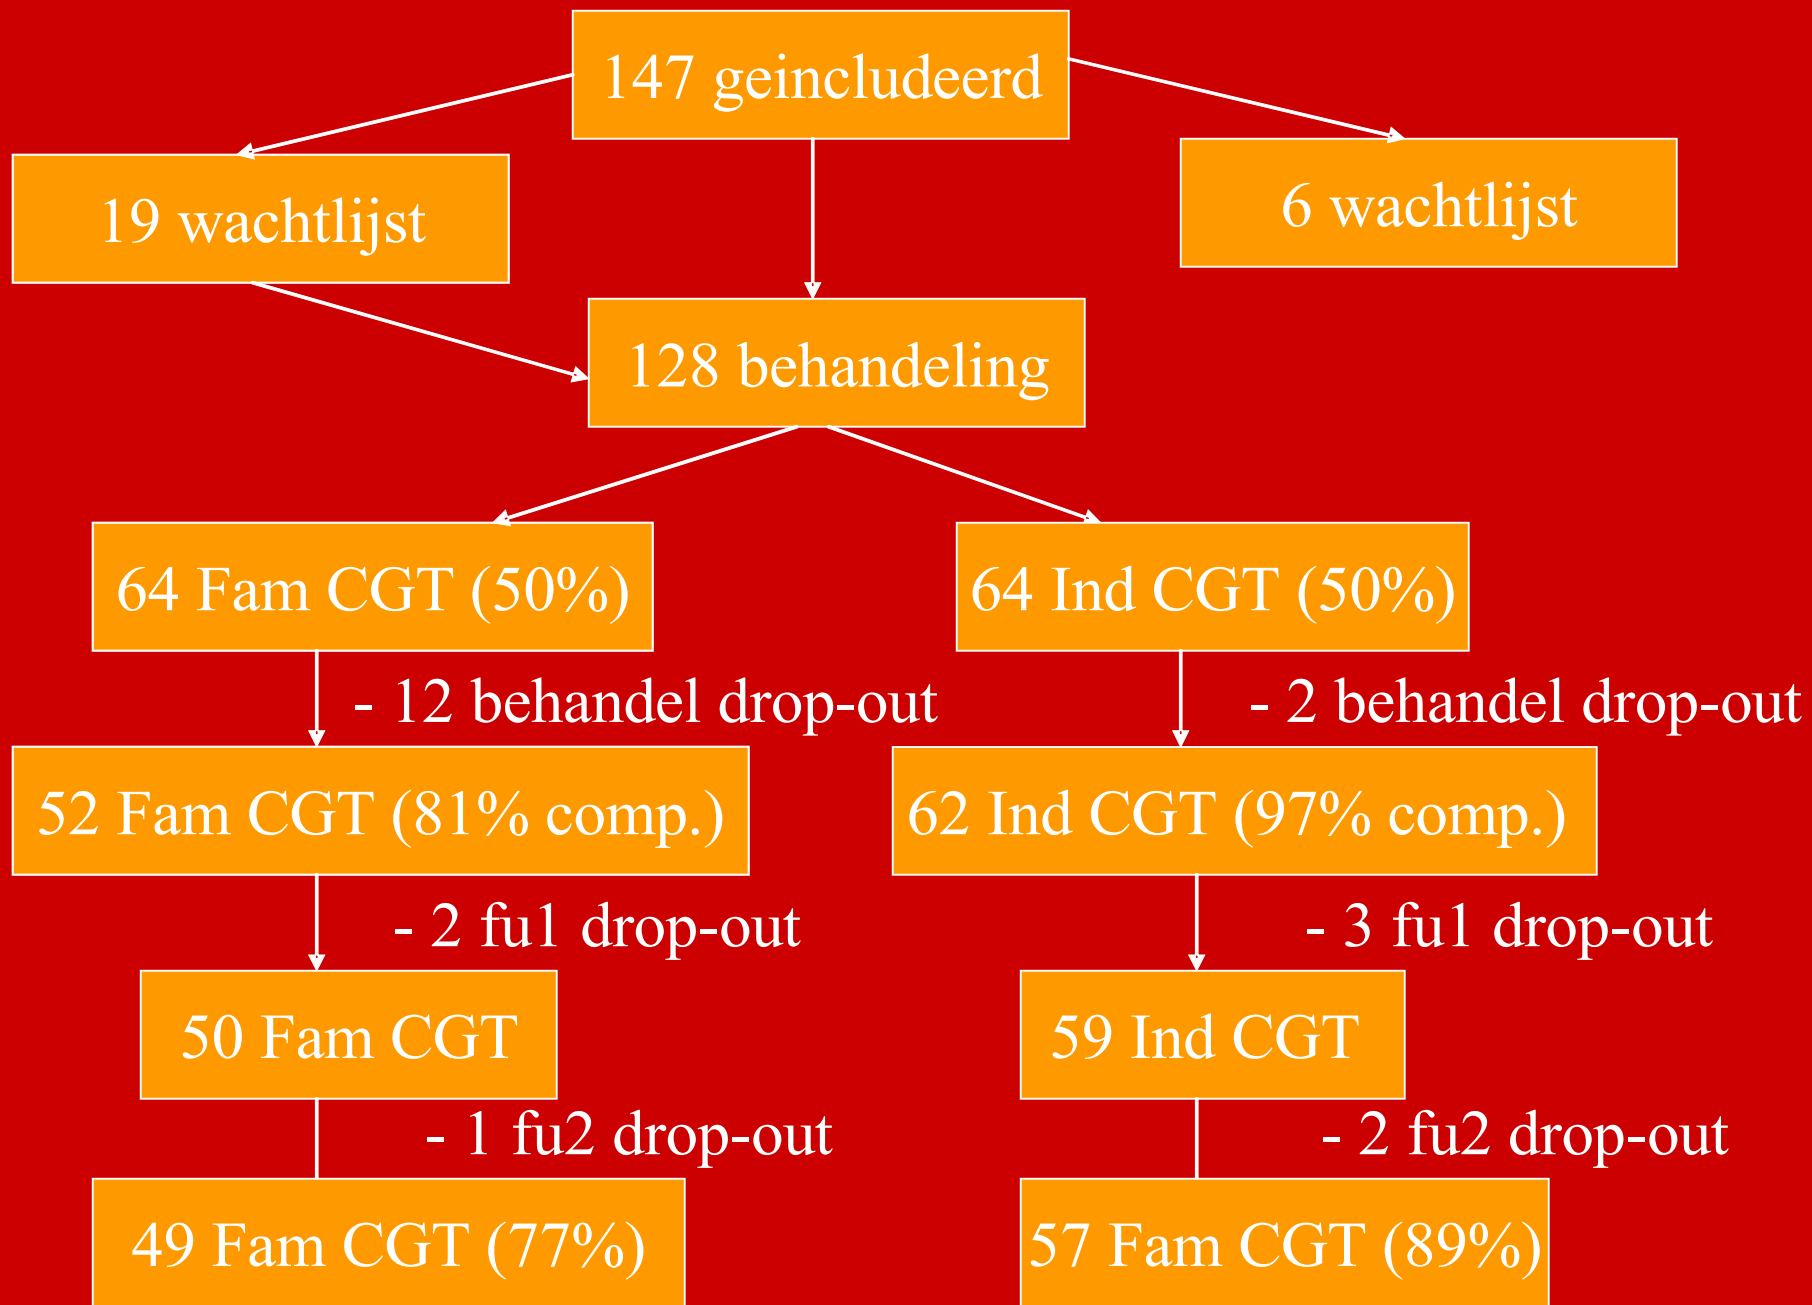 147 geincludeerd
19 wachtlijst
6 wachtlijst
128 behandeling
64 Fam CGT (50%)
64 Ind CGT (50%)
- 12 behandel drop-out
- 2 behandel drop-out
52 Fam CGT (81% comp.)
62 Ind CGT (97% comp.)
- 2 fu1 drop-out
- 3 fu1 drop-out
50 Fam CGT
59 Ind CGT
- 1 fu2 drop-out
- 2 fu2 drop-out
49 Fam CGT (77%)
57 Fam CGT (89%)